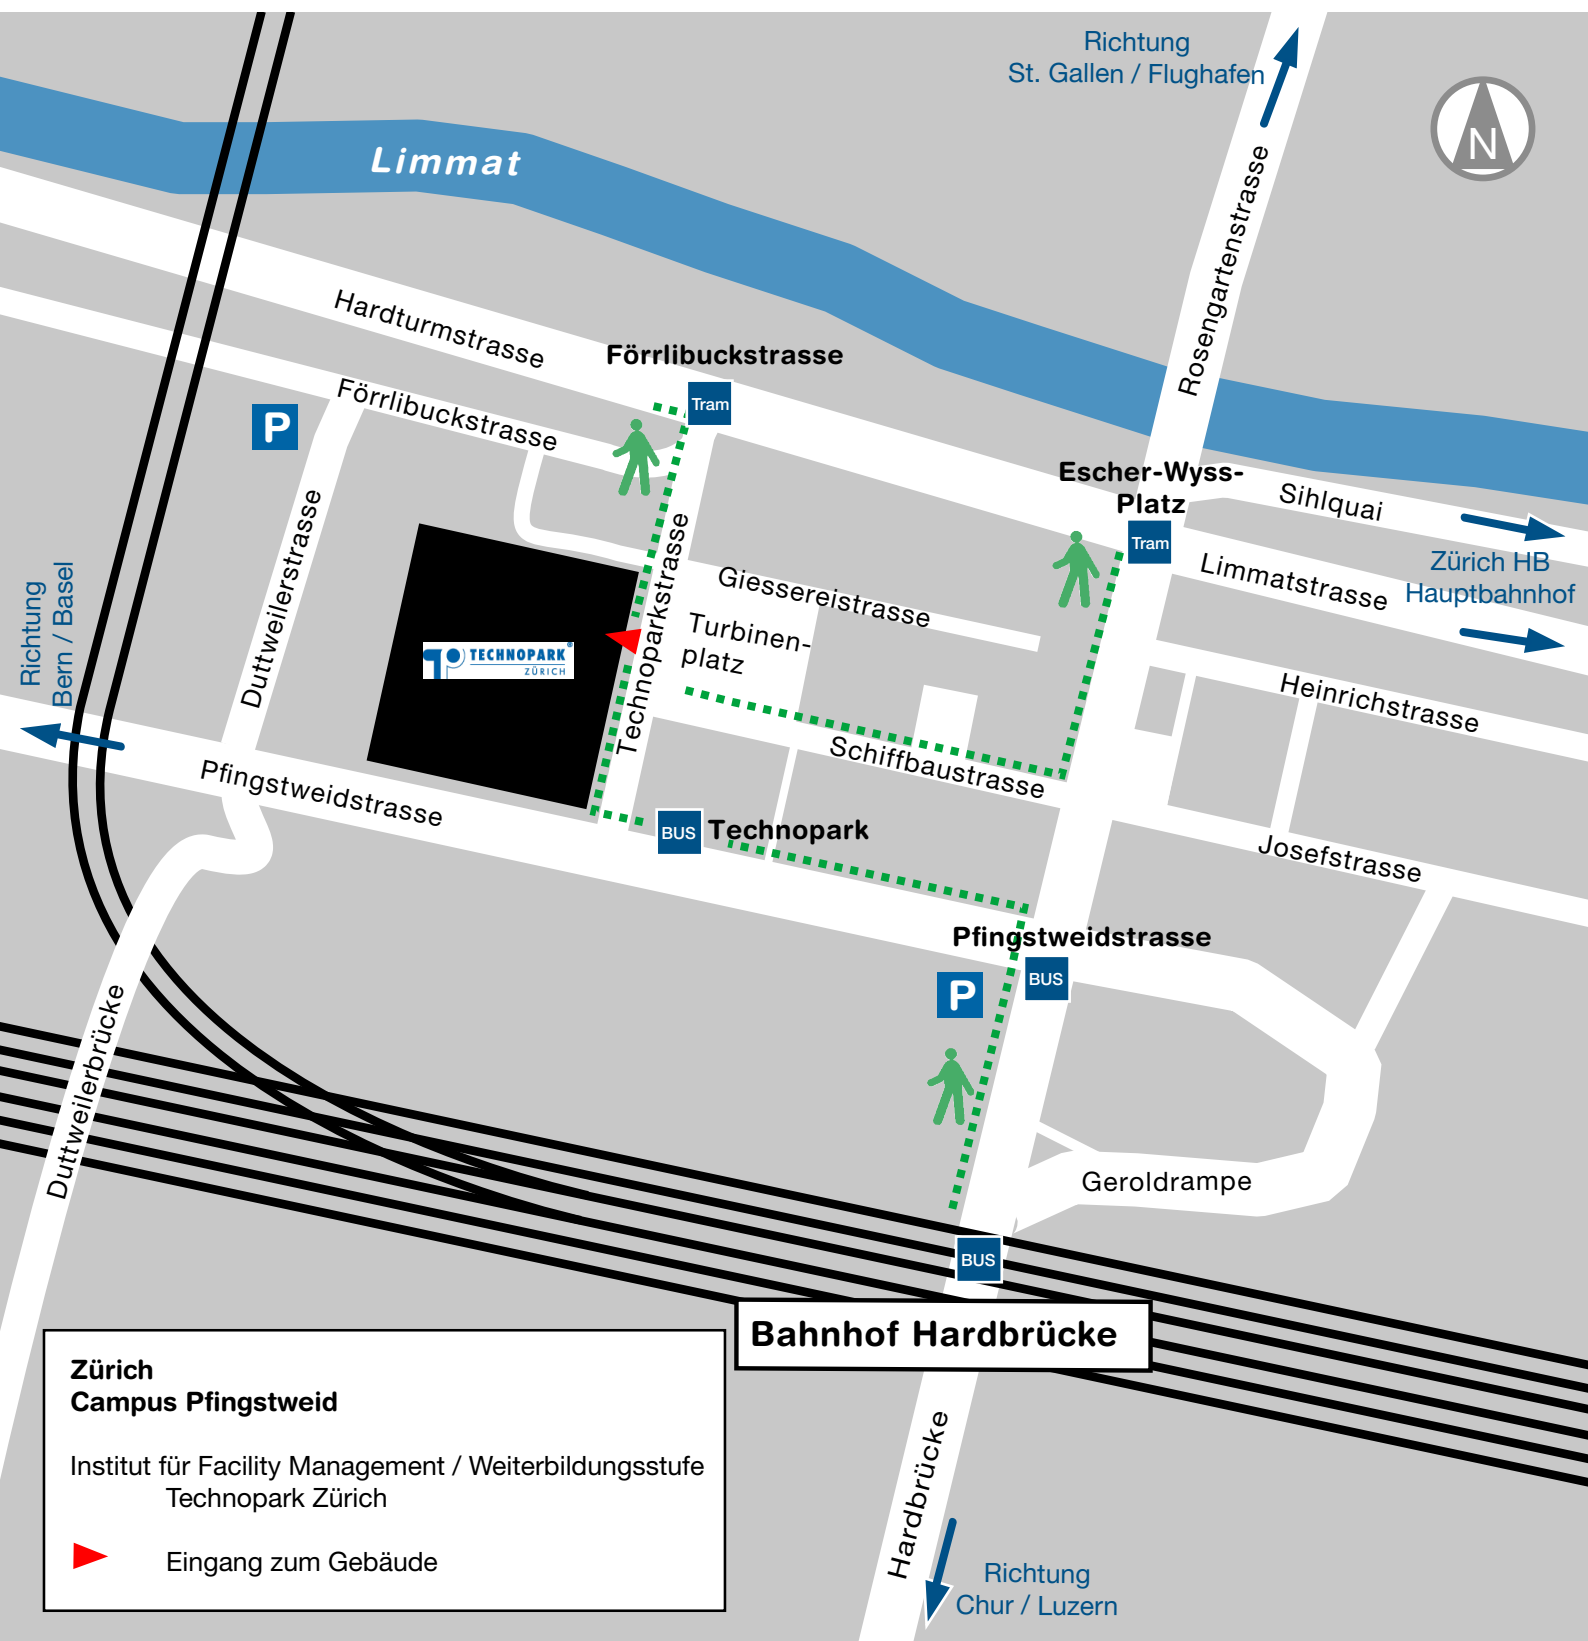 Richtung
St. Gallen / Flughafen
N
Limmat
Rosengartenstrasse
Hardturmstrasse
Förrlibuckstrasse
Tram
Förrlibuckstrasse
P
Escher-Wyss-
Platz
Tram
Sihlquai
Zürich HB
Hauptbahnhof
Limmatstrasse
Duttweilerstrasse
Technoparkstrasse
Giessereistrasse
Turbinen-
platz
Richtung
Bern / Basel
TP TECHNOPARK®
ZÜRICH
Heinrichstrasse
Schiffbaustrasse
Pfingstweidstrasse
BUS
Technopark
Josefstrasse
Pfingstweidstrasse
BUS
P
Duttweilerbrücke
Geroldrampe
BUS
Bahnhof Hardbrücke
Zürich
Campus Pfingstweid
Institut für Facility Management / Weiterbildungsstufe
Technopark Zürich
Eingang zum Gebäude
Hardbrücke
Richtung
Chur / Luzern